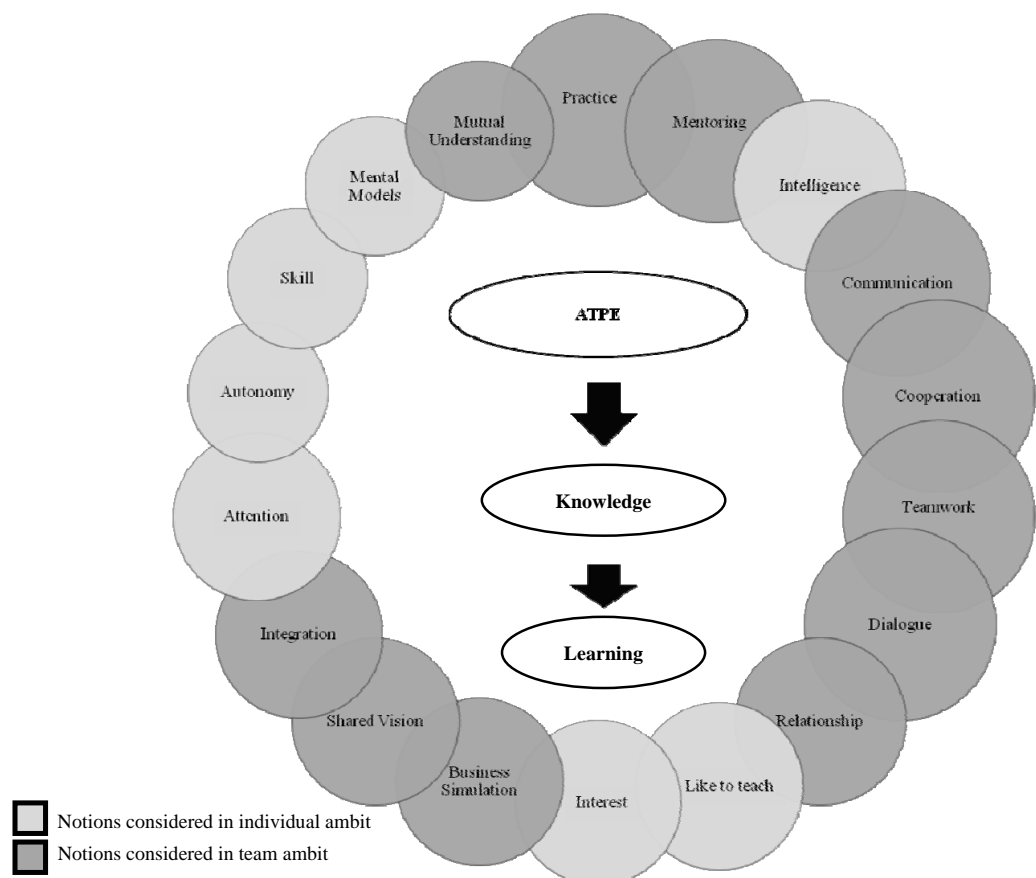 Practice
Mentoring
Mutual
Understanding
Intelligence
Mental
Models
Communication
Skill
ATPE
Autonomy
Cooperation
Knowledge
Teamwork
Attention
Dialogue
Integration
Learning
Shared Vision
Relationship
Business
Simulation
Like to teach
Interest
Notions considered in individual ambit
Notions considered in team ambit